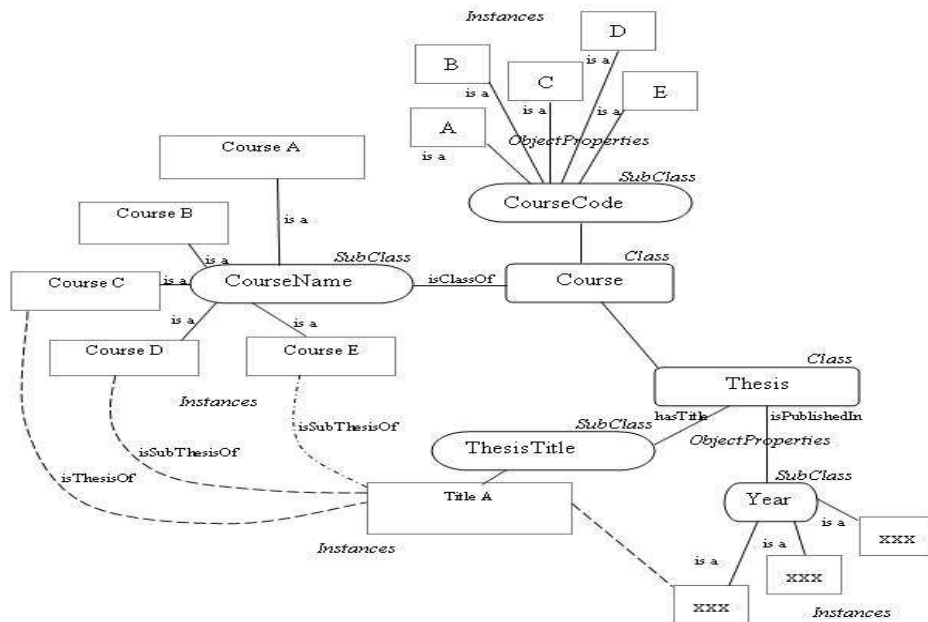 Instances
D
is a
B
is a
C
is a
E
is a
A
is a
ObjectProperties
SubClass
CourseCode
Course A
is a
Course B
is a
SubClass
CourseName
isClassOf
Class
Course
Course C
is a
is a
is a
Course D
Course E
Instances
Class
Thesis
hasTitle
isPublishedIn
SubClass
ThesisTitle
ObjectProperties
isSubThesisOf
isSubThesisOf
isThesisOf
Title A
Instances
SubClass
Year
is a
xxx
is a
xxx
is a
xxx
Instances